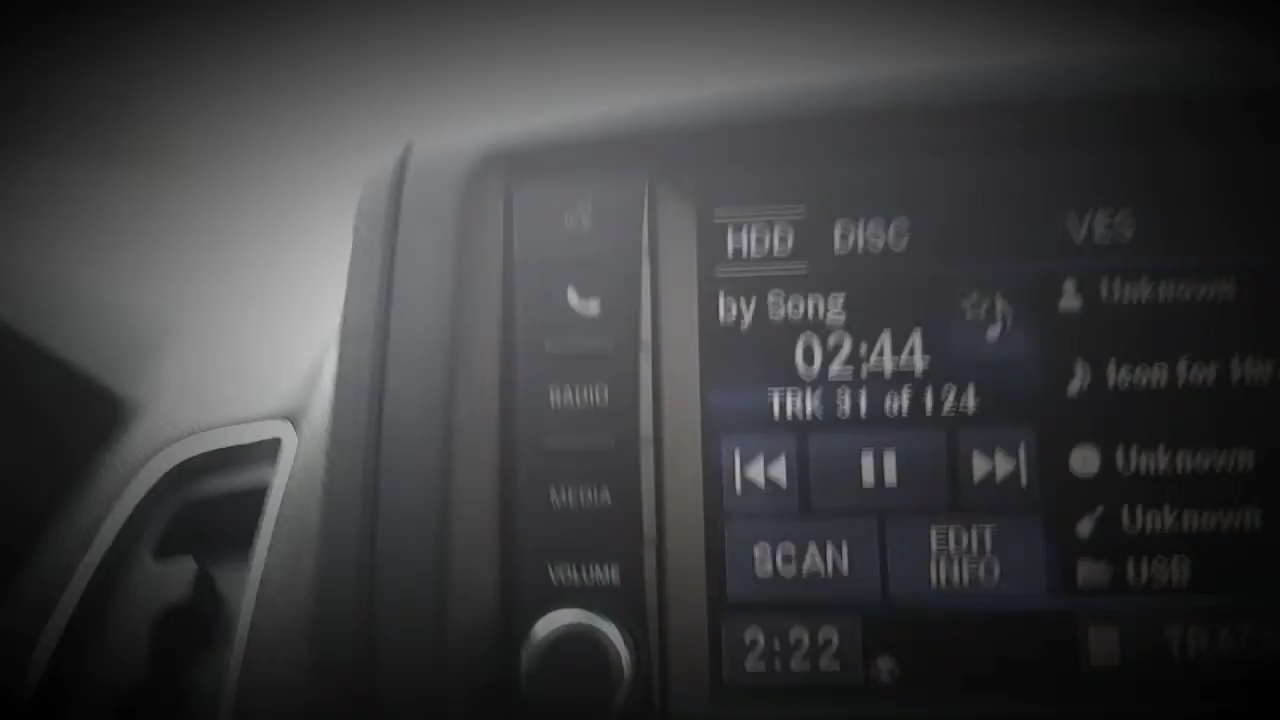 HDD DISC VES
by Song
02:44
TRK 31 of 124
SCAN
EDIT
INFO
2:22
Unknown
Icon for
Unknown
Unknown
USB
RADIO
MEDIA
VOLUME